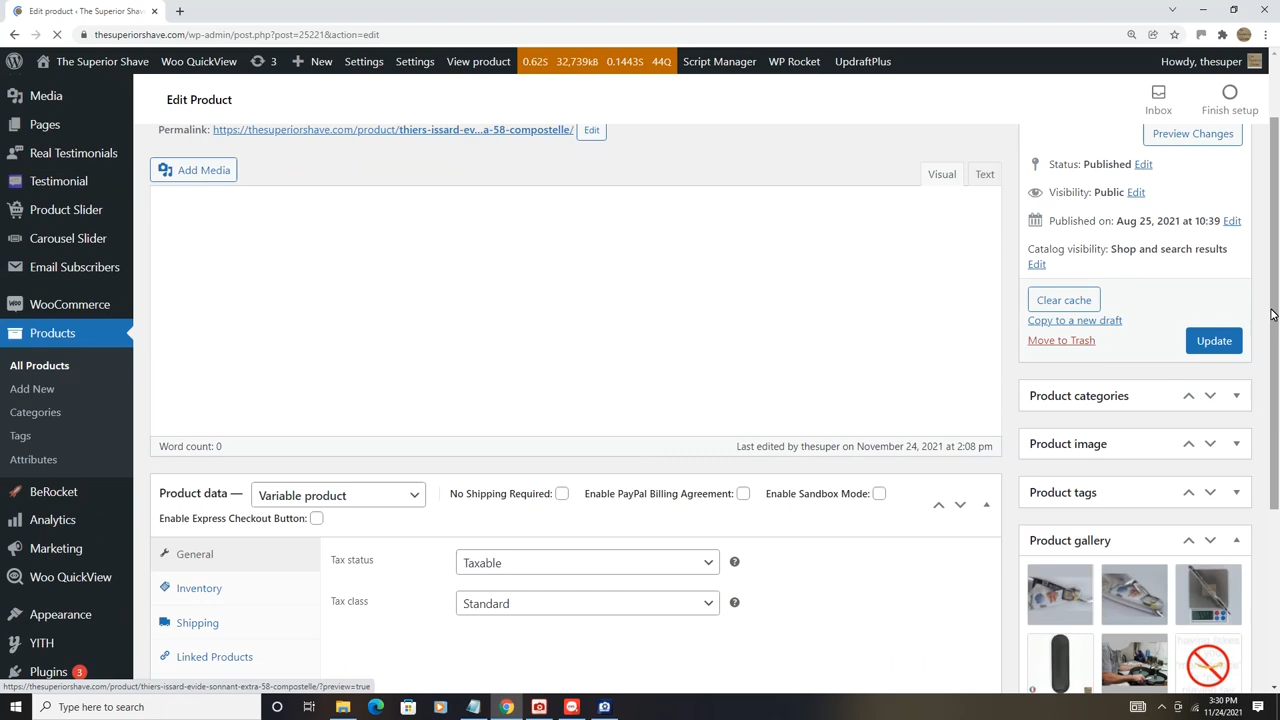 Edit product ‹ The Superior Shave
thesuperiorshave.com/wp-admin/post.php?post=25221&action=edit
The Superior Shave
Woo QuickView
3
New
Settings
Settings
View product
0.62S 32,739kB 0.1443S 44Q
Script Manager
WP Rocket
UpdraftPlus
Howdy, thesuper
Media
Pages
Real Testimonials
Testimonial
Product Slider
Carousel Slider
Email Subscribers
WooCommerce
Products
All Products
Add New
Categories
Tags
Attributes
BeRocket
Analytics
Marketing
Woo QuickView
Appearance
YITH
Plugins 3
Edit Product
Inbox
Finish setup
Permalink: https://thesuperiorshave.com/product/thiers-issard-ev...a-58-compostelle/ Edit
Add Media
Visual
Text
Word count: 0
Last edited by thesuper on November 24, 2021 at 2:08 pm
Product data —
Variable product
No Shipping Required:
Enable PayPal Billing Agreement:
Enable Sandbox Mode:
Enable Express Checkout Button:
General
Inventory
Shipping
Linked Products
Tax status
Taxable
Tax class
Standard
Preview Changes
Status: Published Edit
Visibility: Public Edit
Published on: Aug 25, 2021 at 10:39 Edit
Catalog visibility: Shop and search results
Edit
Clear cache
Copy to a new draft
Move to Trash
Update
Product categories
Product image
Product tags
Product gallery
https://thesuperiorshave.com/product/thiers-issard-evide-sonnant-extra-58-compostelle/?preview=true
Type here to search
3:30 PM
11/24/2021